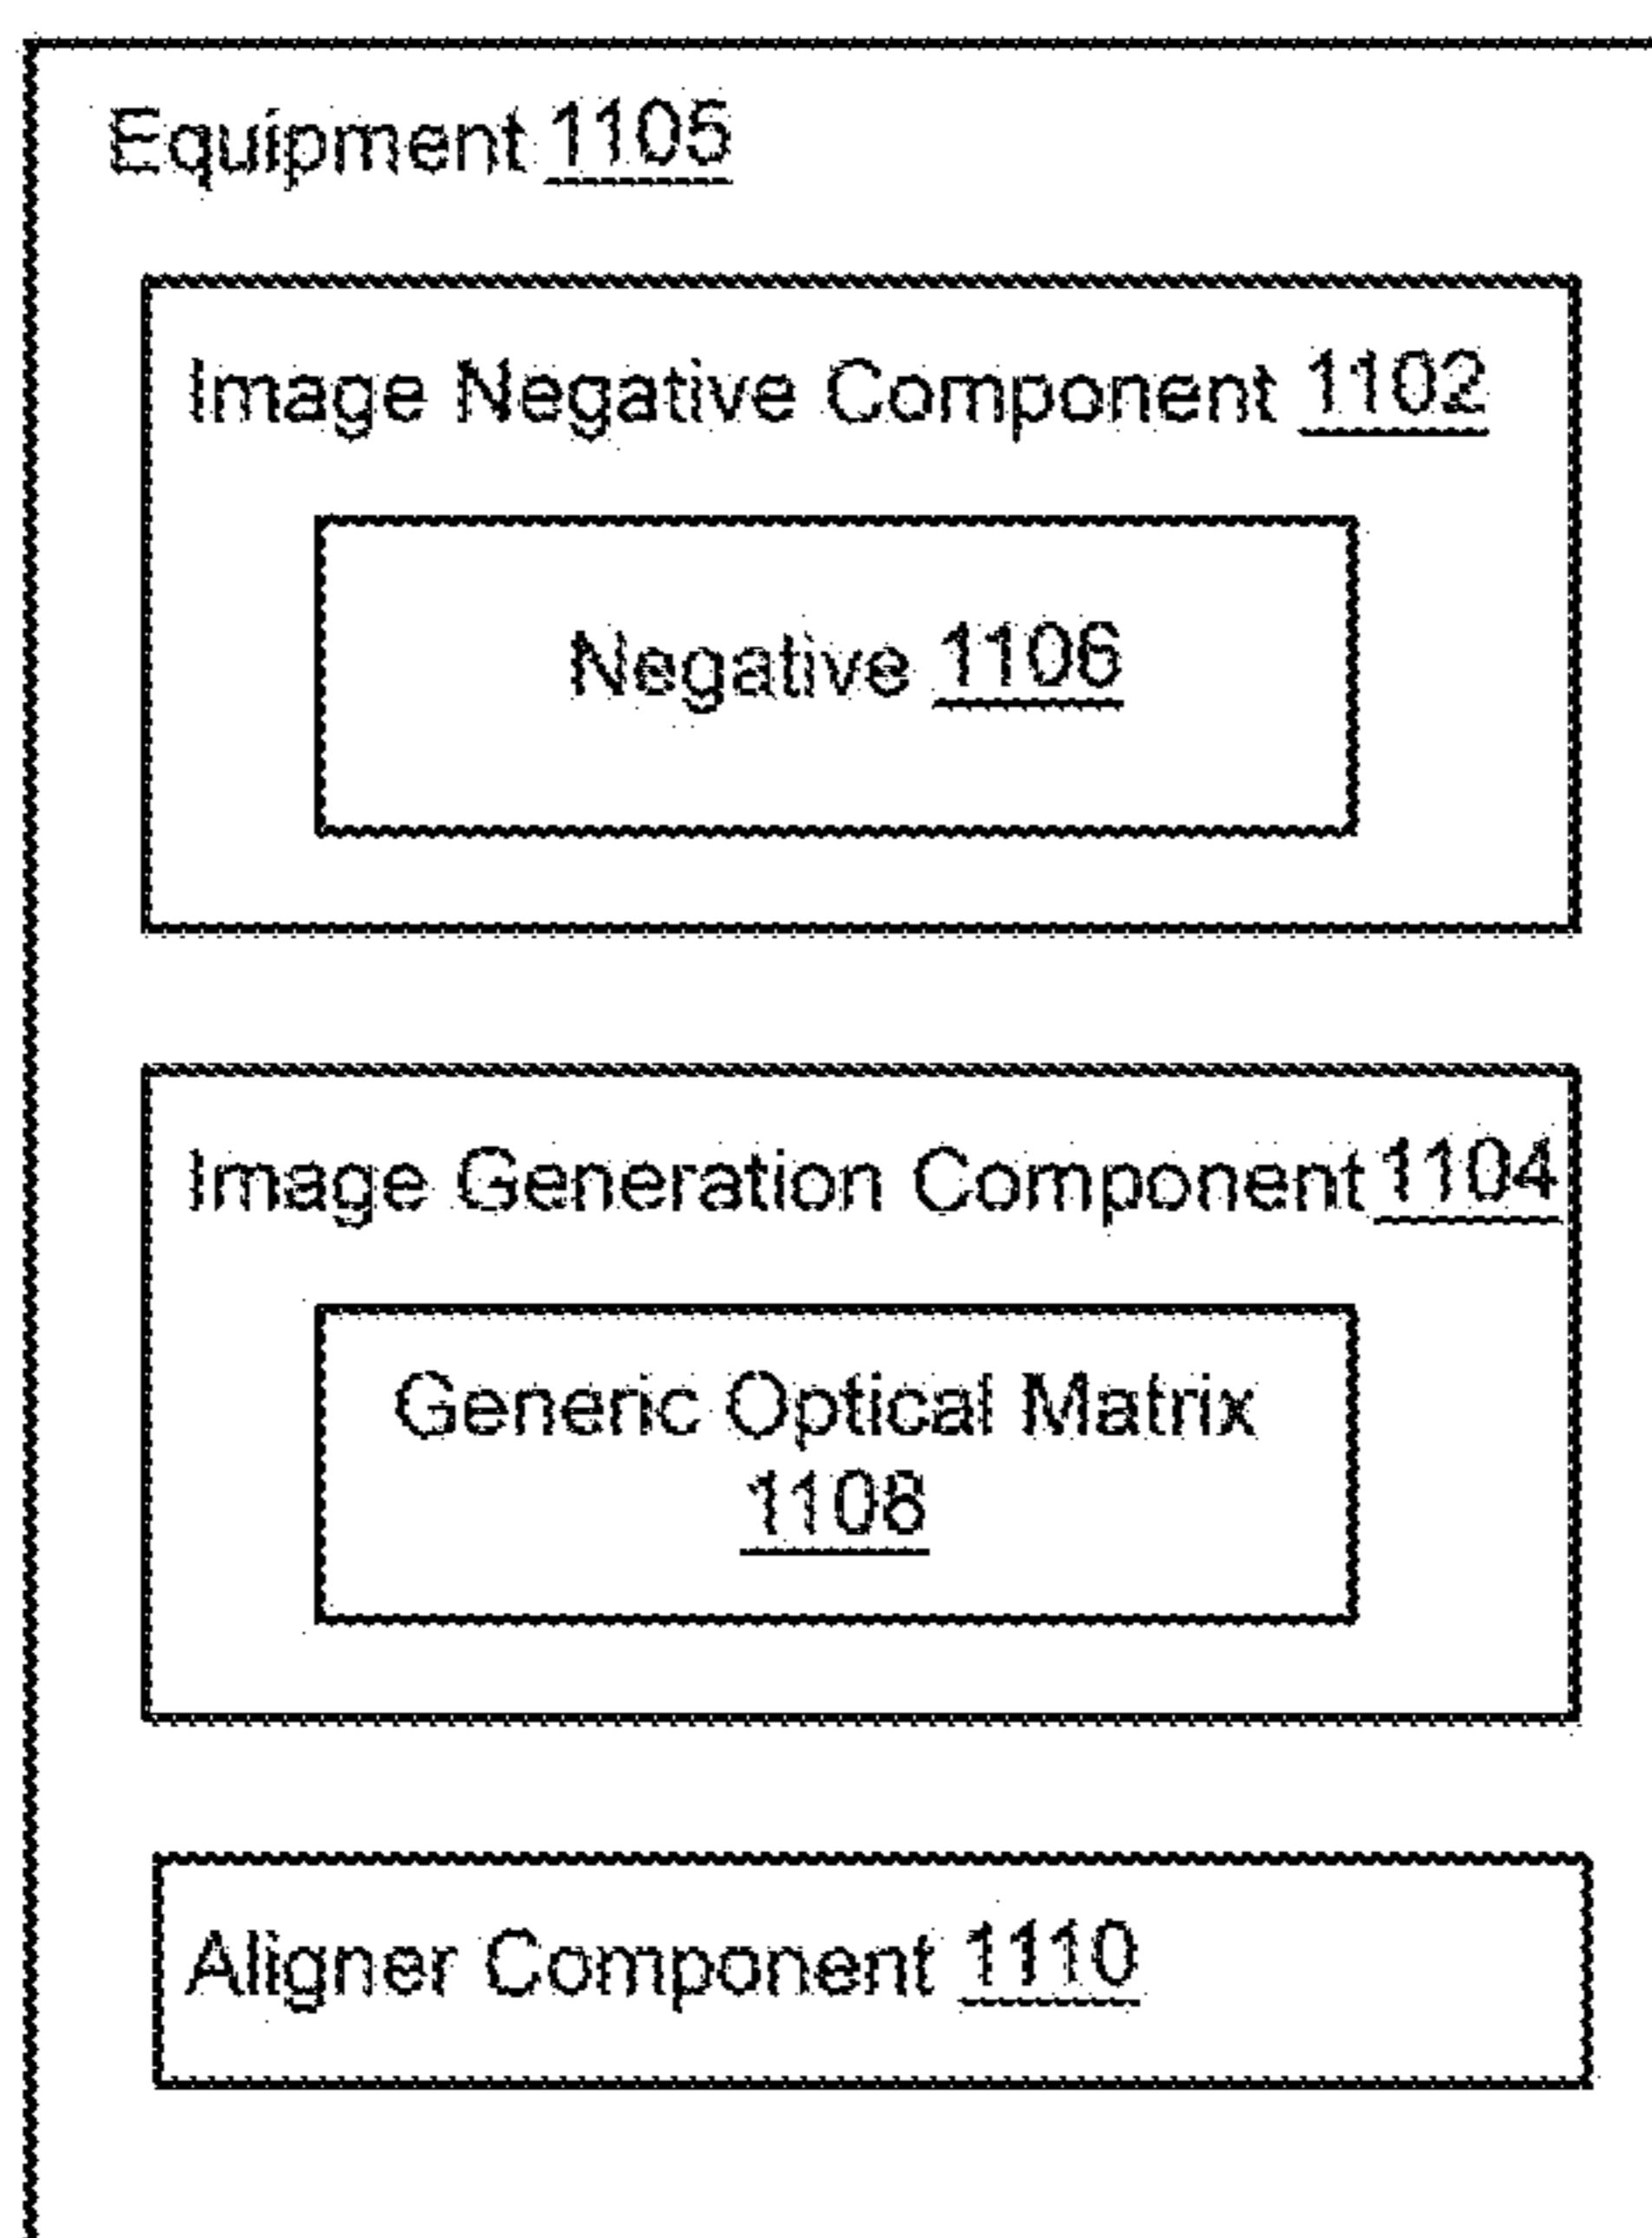 Equipment 1105
Image Negative Component 1102
Negative 1106
Image Generation Component 1104
Generic Optical Matrix
1108
Aligner Component 1110